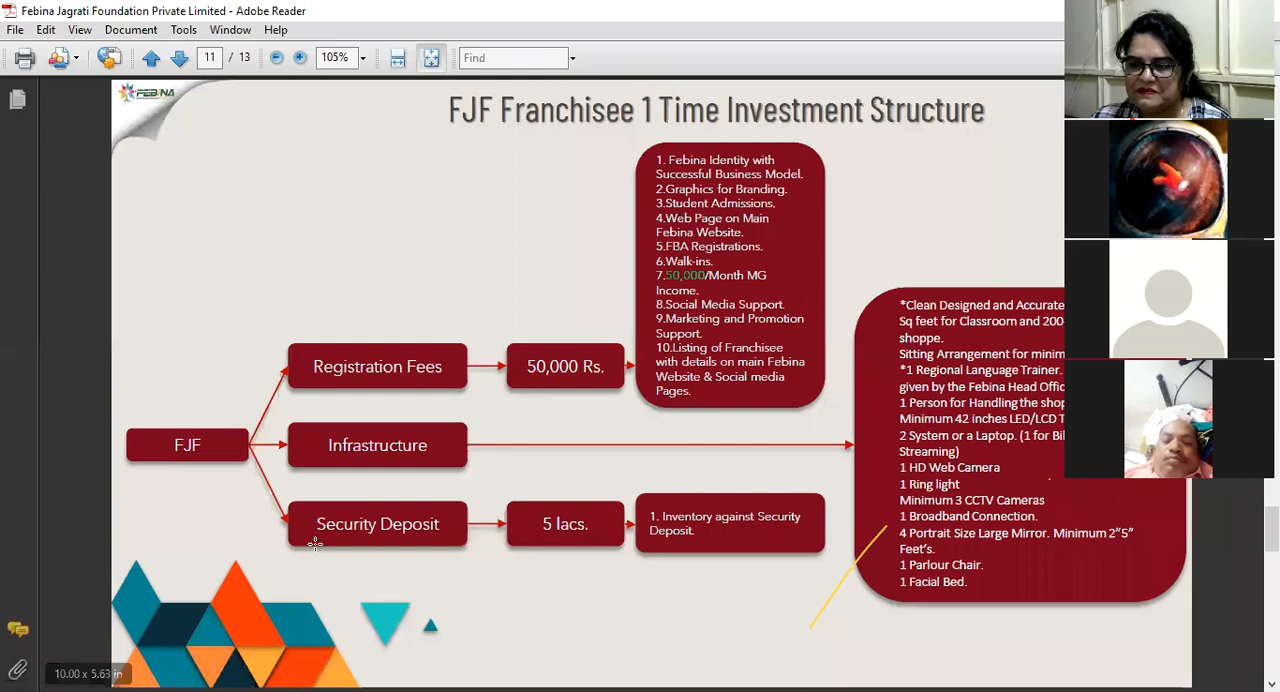 Febina Jagrati Foundation Private Limited - Adobe Reader
File Edit View Document Tools Window Help
11 / 13 105% Find
FEBINA
FJF Franchisee 1 Time Investment Structure
1. Febina Identity with
Successful Business Model.
2.Graphics for Branding.
3.Student Admissions.
4.Web Page on Main
Febina Website.
5.FBA Registrations.
6.Walk-ins.
7.50,000/Month MG
Income.
8.Social Media Support.
9.Marketing and Promotion
Support.
10.Listing of Franchisee
with details on main Febina
Website & Social media
Pages.
Registration Fees
50,000 Rs.
FJF
Infrastructure
Security Deposit
5 lacs.
1. Inventory against Security
Deposit.
*Clean Designed and Accurate
Sq feet for Classroom and 200
shoppe.
Sitting Arrangement for minim
*1 Regional Language Trainer.
given by the Febina Head Offic
1 Person for Handling the shop
Minimum 42 inches LED/LCD T
2 System or a Laptop. (1 for Bil
Streaming)
1 HD Web Camera
1 Ring light
Minimum 3 CCTV Cameras
1 Broadband Connection.
4 Portrait Size Large Mirror. Minimum 2”5”
Feet’s.
1 Parlour Chair.
1 Facial Bed.
10.00 x 5.63 in